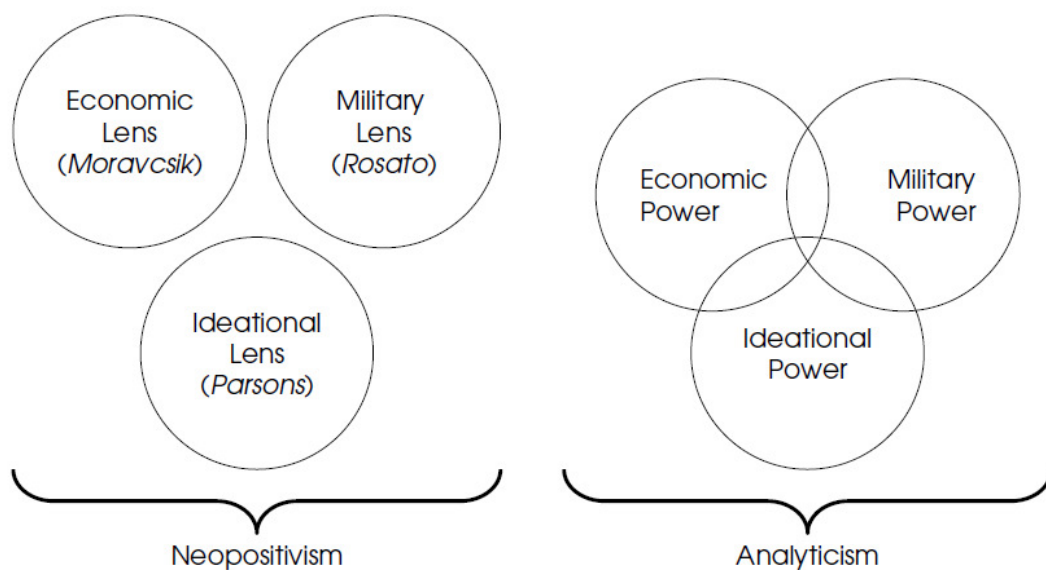 Economic
Lens
(Moravcsik)
Military
Lens
(Rosato)
Ideational
Lens
(Parsons)
Neopositivism
Economic
Power
Military
Power
Ideational
Power
Analyticism